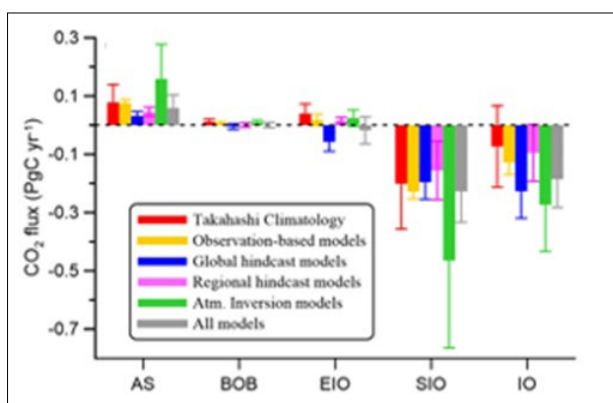 0.3
0.1
-0.1
-0.3
-0.5
-0.7
CO₂ flux (PgC yr⁻¹)
Takahashi Climatology
Observation-based models
Global hindcast models
Regional hindcast models
Atm. Inversion models
All models
AS BOB EIO SIO IO